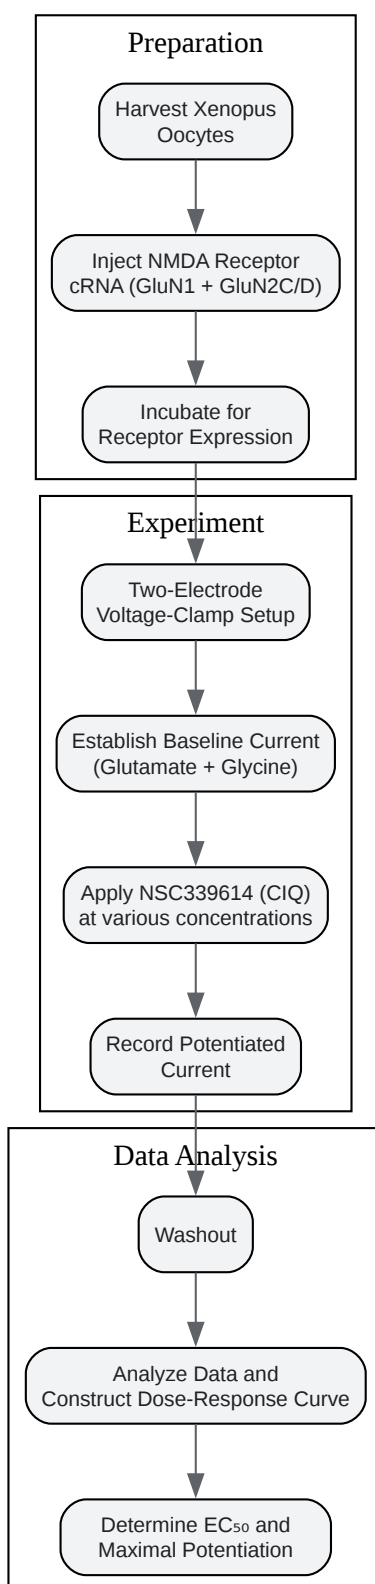 Preparation
Harvest Xenopus
Oocytes
Inject NMDA Receptor
cRNA (GluN1 + GluN2C/D)
Incubate for
Receptor Expression
Experiment
Two-Electrode
Voltage-Clamp Setup
Establish Baseline Current
(Glutamate + Glycine)
Apply NSC339614 (CIQ)
at various concentrations
Record Potentiated
Current
Data Analysis
Washout
Analyze Data and
Construct Dose-Response Curve
Determine EC₅₀ and
Maximal Potentiation